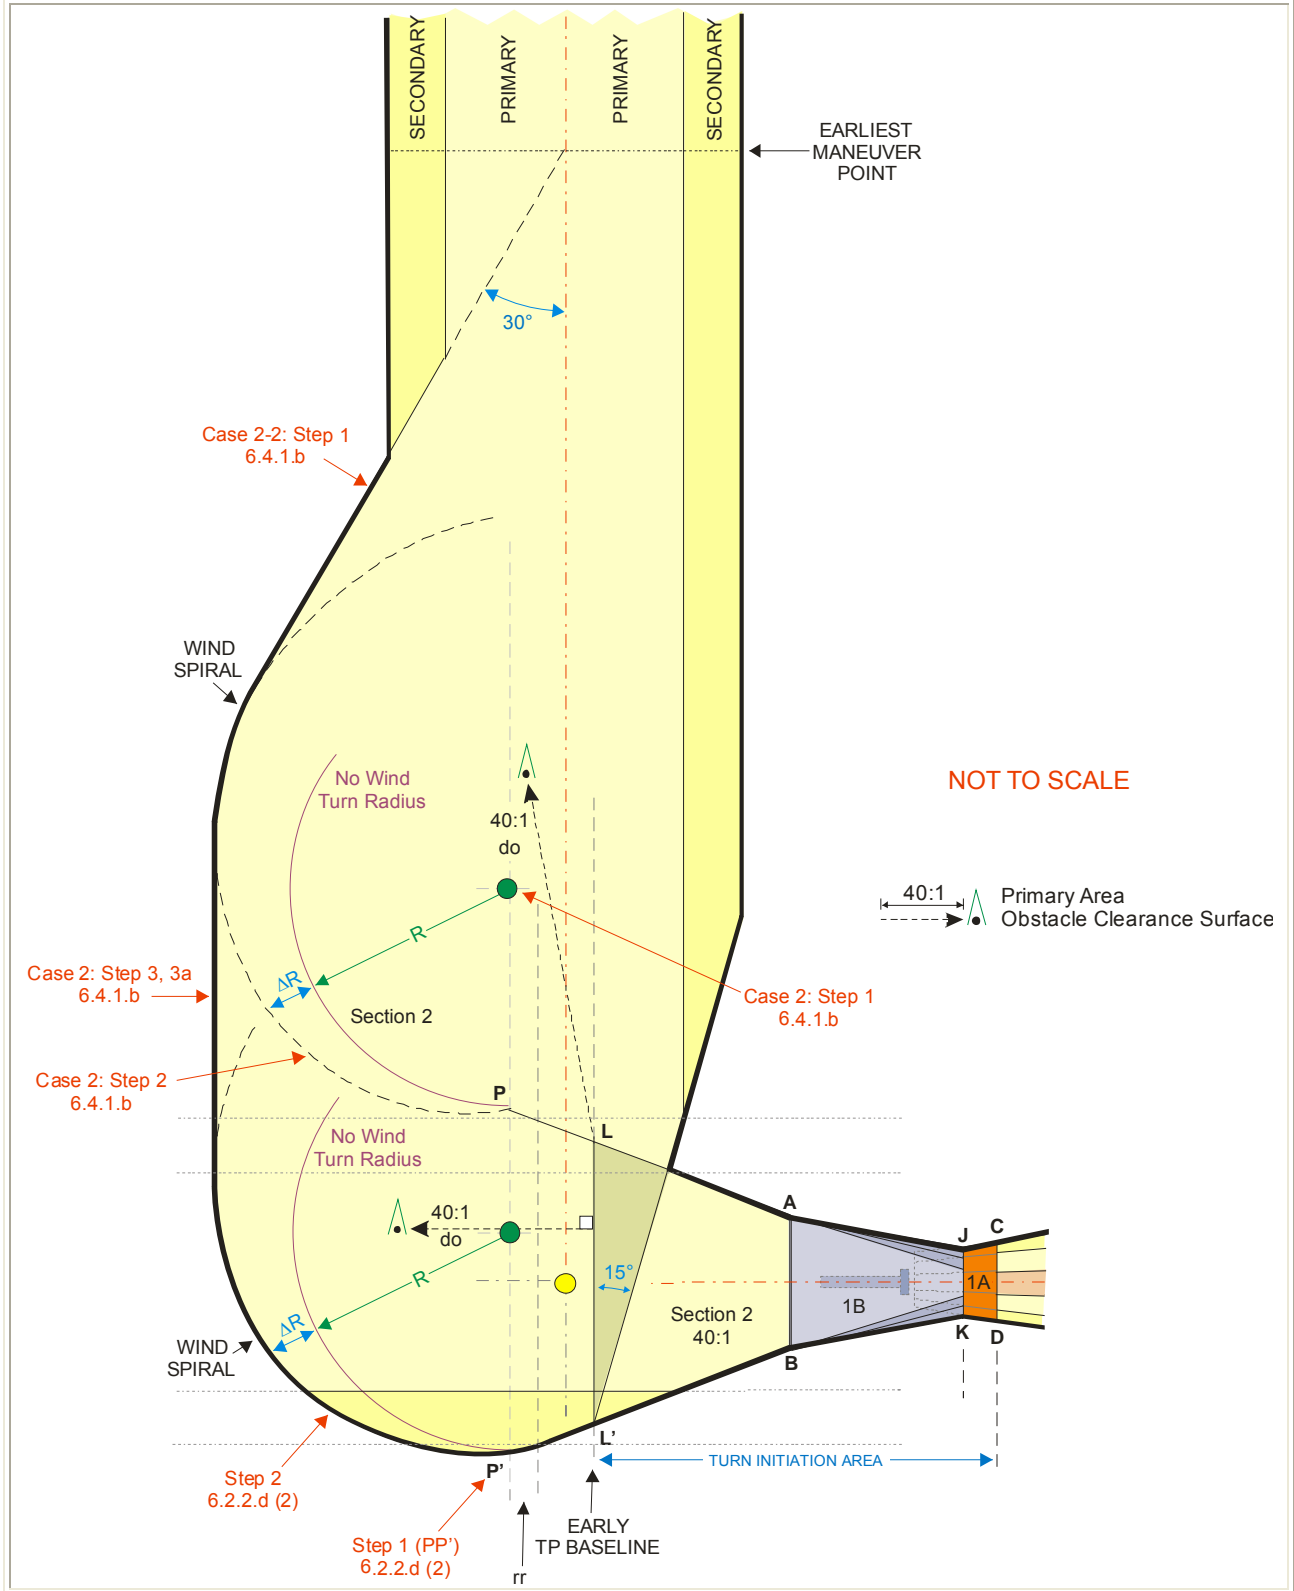 SECONDARY
PRIMARY
PRIMARY
SECONDARY
EARLIEST
MANEUVER
POINT
30°
Case 2-2: Step 1
6.4.1.b
WIND
SPIRAL
No Wind
Turn Radius
40:1
do
NOT TO SCALE
40:1
Primary Area
Obstacle Clearance Surface
R
ΔR
Case 2: Step 3, 3a
6.4.1.b
Section 2
Case 2: Step 1
6.4.1.b
Case 2: Step 2
6.4.1.b
P
L
No Wind
Turn Radius
A
40:1
do
J
C
R
15°
1A
1B
Section 2
40:1
ΔR
WIND
SPIRAL
K
D
B
L'
P'
TURN INITIATION AREA
Step 2
6.2.2.d (2)
EARLY
TP BASELINE
Step 1 (PP')
6.2.2.d (2)
rr